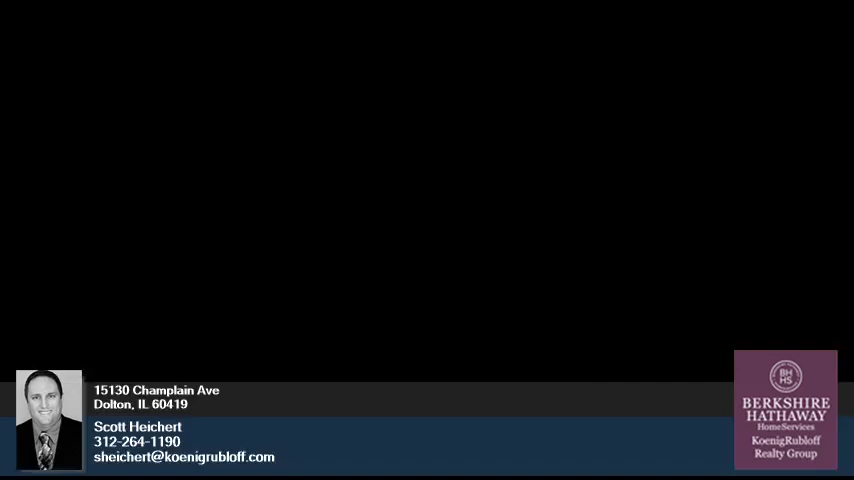 15130 Champlain Ave
Dolton, IL 60419
Scott Heichert
312-264-1190
sheichert@koenigrubloff.com
BH
HS
BERKSHIRE
HATHAWAY
HomeServices
KoenigRubloff
Realty Group